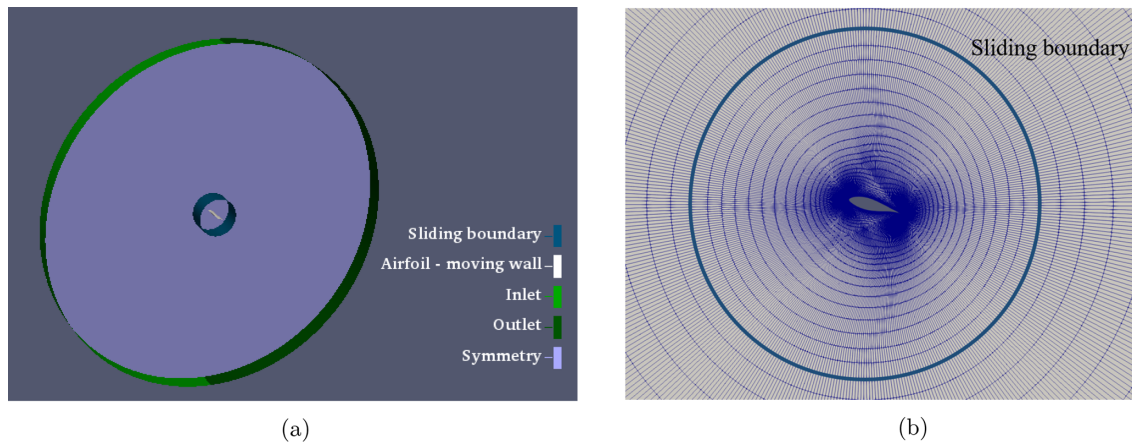 Sliding boundary
Airfoil - moving wall
Inlet
Outlet
Symmetry
Sliding boundary
(a)
(b)